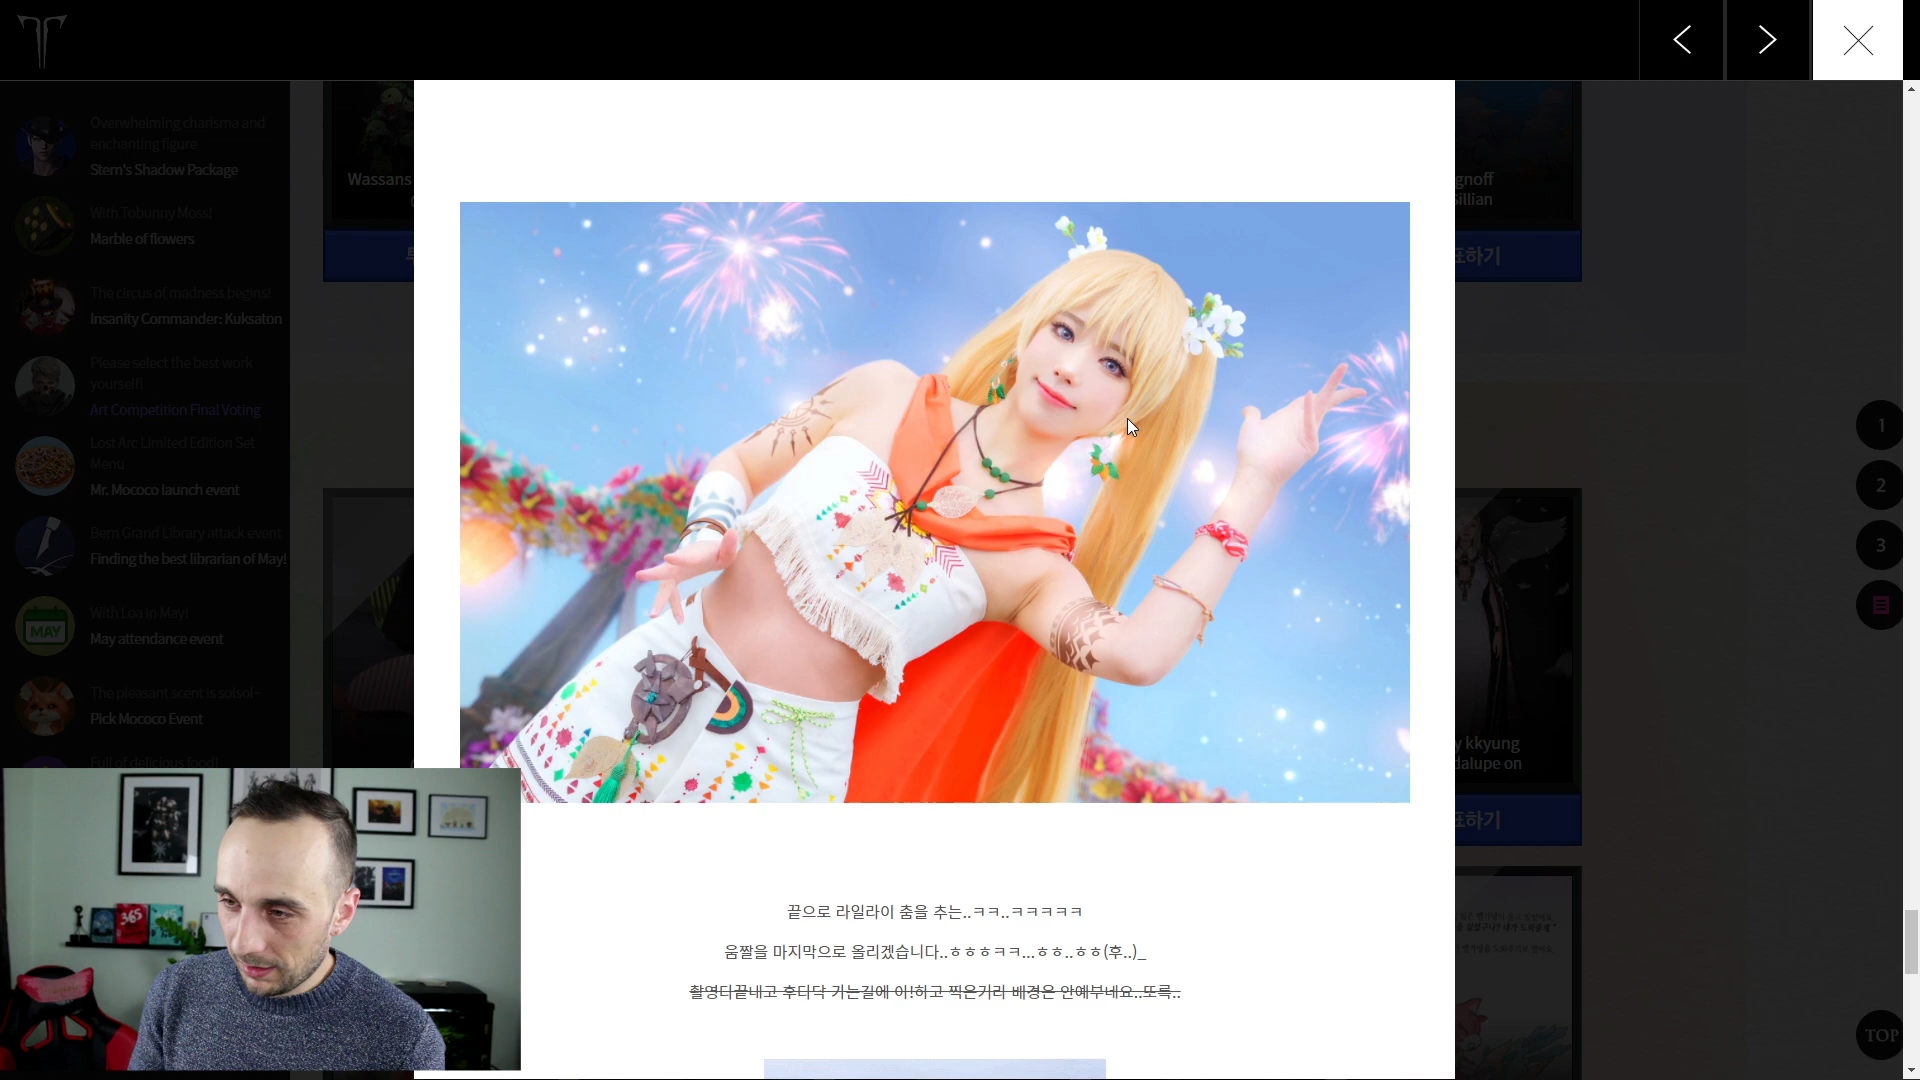 Overwhelming charisma and
enchanting figure
Stern's Shadow Package
With Tobunny Moss!
Marble of flowers
The circus of madness begins!
Insanity Commander: Kuksaton
Please select the best work
yourself!
Art Competition Final Voting
Lost Arc Limited Edition Set
Menu
Mr. Mococo launch event
Bern Grand Library attack event
Finding the best librarian of May!
MAY
With Loa in May!
May attendance event
The pleasant scent is solsol~
Pick Mococo Event
Full of delicious food!
Wassans
gnoff
illian
표하기
1
2
3
y kkyung
dalupe on
표하기
365
끝으로 라일라이 춤을 추는..ㅋㅋ..ㅋㅋㅋㅋㅋ
움짤을 마지막으로 올리겠습니다..ㅎㅎㅎㅋㅋ...ㅎㅎ..ㅎㅎ(후..)_
촬영다끝내고 후다닥 가는길에 어!하고 찍은거라 배경은 안예부네요..또륵..
TOP